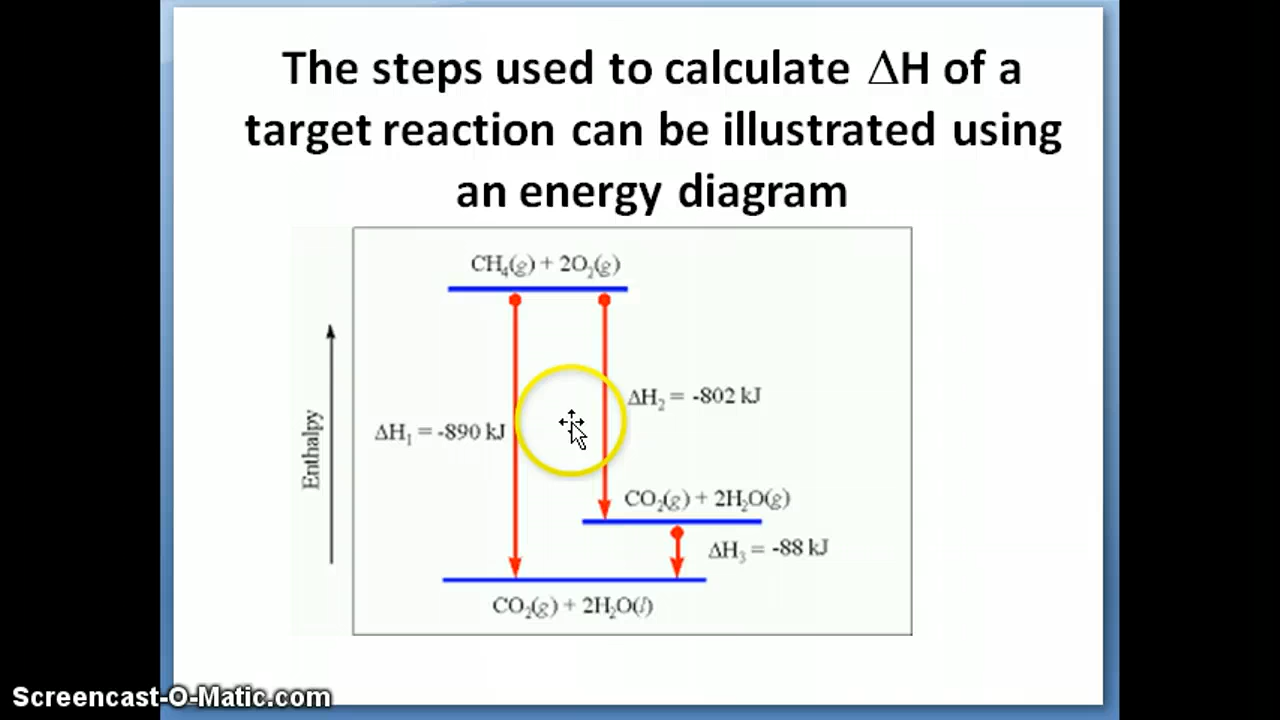 The steps used to calculate ΔH of a
target reaction can be illustrated using
an energy diagram
CH₄(g) + 2O₂(g)
Enthalpy
ΔH₁ = -890 kJ
ΔH₂ = -802 kJ
CO₂(g) + 2H₂O(g)
ΔH₃ = -88 kJ
CO₂(g) + 2H₂O(l)
Screencast-O-Matic.com